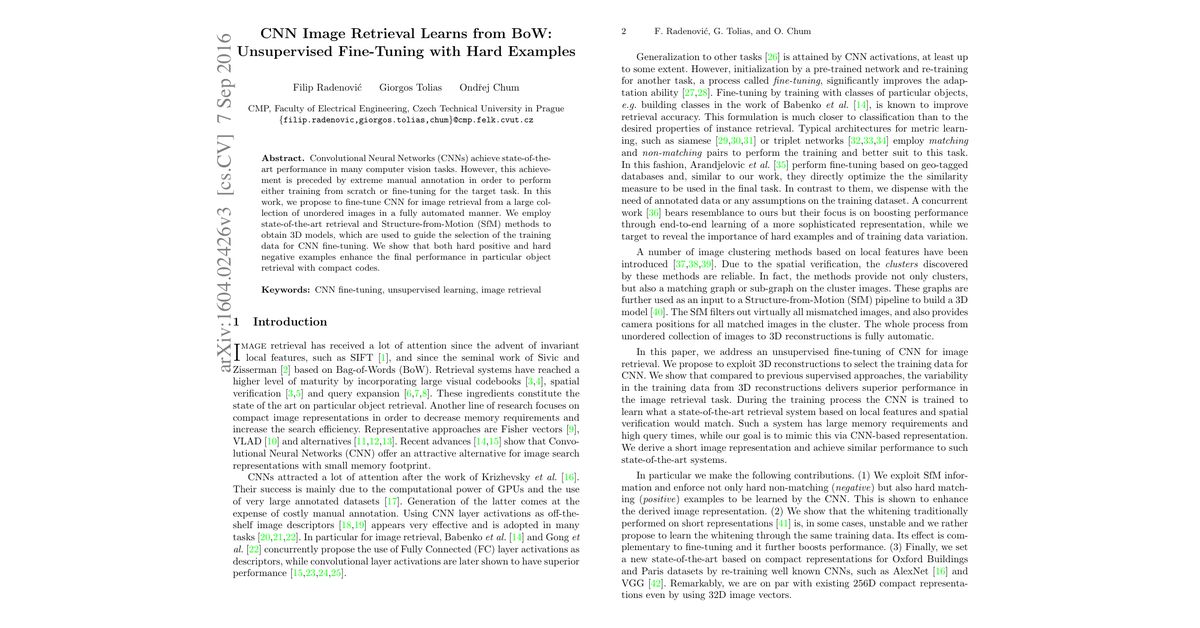 arXiv:1604.02426v3 [cs.CV] 7 Sep 2016
CNN Image Retrieval Learns from BoW:
Unsupervised Fine-Tuning with Hard Examples
Filip Radenović Giorgos Tolias Ondřej Chum
CMP, Faculty of Electrical Engineering, Czech Technical University in Prague
{filip.radenovic,giorgos.tolias,chum}@cmp.felk.cvut.cz
Abstract. Convolutional Neural Networks (CNNs) achieve state-of-the-
art performance in many computer vision tasks. However, this achieve-
ment is preceded by extreme manual annotation in order to perform
either training from scratch or fine-tuning for the target task. In this
work, we propose to fine-tune CNN for image retrieval from a large col-
lection of unordered images in a fully automated manner. We employ
state-of-the-art retrieval and Structure-from-Motion (SfM) methods to
obtain 3D models, which are used to guide the selection of the training
data for CNN fine-tuning. We show that both hard positive and hard
negative examples enhance the final performance in particular object
retrieval with compact codes.
Keywords: CNN fine-tuning, unsupervised learning, image retrieval
1 Introduction
IMAGE retrieval has received a lot of attention since the advent of invariant
local features, such as SIFT [1], and since the seminal work of Sivic and
Zisserman [2] based on Bag-of-Words (BoW). Retrieval systems have reached a
higher level of maturity by incorporating large visual codebooks [3,4], spatial
verification [3,5] and query expansion [6,7,8]. These ingredients constitute the
state of the art on particular object retrieval. Another line of research focuses on
compact image representations in order to decrease memory requirements and
increase the search efficiency. Representative approaches are Fisher vectors [9],
VLAD [10] and alternatives [11,12,13]. Recent advances [14,15] show that Convo-
lutional Neural Networks (CNN) offer an attractive alternative for image search
representations with small memory footprint.
CNNs attracted a lot of attention after the work of Krizhevsky et al. [16].
Their success is mainly due to the computational power of GPUs and the use
of very large annotated datasets [17]. Generation of the latter comes at the
expense of costly manual annotation. Using CNN layer activations as off-the-
shelf image descriptors [18,19] appears very effective and is adopted in many
tasks [20,21,22]. In particular for image retrieval, Babenko et al. [14] and Gong et
al. [22] concurrently propose the use of Fully Connected (FC) layer activations as
descriptors, while convolutional layer activations are later shown to have superior
performance [15,23,24,25].
2 F. Radenović, G. Tolias, and O. Chum
Generalization to other tasks [26] is attained by CNN activations, at least up
to some extent. However, initialization by a pre-trained network and re-training
for another task, a process called fine-tuning, significantly improves the adap-
tation ability [27,28]. Fine-tuning by training with classes of particular objects,
e.g. building classes in the work of Babenko et al. [14], is known to improve
retrieval accuracy. This formulation is much closer to classification than to the
desired properties of instance retrieval. Typical architectures for metric learn-
ing, such as siamese [29,30,31] or triplet networks [32,33,34] employ matching
and non-matching pairs to perform the training and better suit to this task.
In this fashion, Arandjelovic et al. [35] perform fine-tuning based on geo-tagged
databases and, similar to our work, they directly optimize the the similarity
measure to be used in the final task. In contrast to them, we dispense with the
need of annotated data or any assumptions on the training dataset. A concurrent
work [36] bears resemblance to ours but their focus is on boosting performance
through end-to-end learning of a more sophisticated representation, while we
target to reveal the importance of hard examples and of training data variation.
A number of image clustering methods based on local features have been
introduced [37,38,39]. Due to the spatial verification, the clusters discovered
by these methods are reliable. In fact, the methods provide not only clusters,
but also a matching graph or sub-graph on the cluster images. These graphs are
further used as an input to a Structure-from-Motion (SfM) pipeline to build a 3D
model [40]. The SfM filters out virtually all mismatched images, and also provides
camera positions for all matched images in the cluster. The whole process from
unordered collection of images to 3D reconstructions is fully automatic.
In this paper, we address an unsupervised fine-tuning of CNN for image
retrieval. We propose to exploit 3D reconstructions to select the training data for
CNN. We show that compared to previous supervised approaches, the variability
in the training data from 3D reconstructions delivers superior performance in
the image retrieval task. During the training process the CNN is trained to
learn what a state-of-the-art retrieval system based on local features and spatial
verification would match. Such a system has large memory requirements and
high query times, while our goal is to mimic this via CNN-based representation.
We derive a short image representation and achieve similar performance to such
state-of-the-art systems.
In particular we make the following contributions. (1) We exploit SfM infor-
mation and enforce not only hard non-matching (negative) but also hard match-
ing (positive) examples to be learned by the CNN. This is shown to enhance
the derived image representation. (2) We show that the whitening traditionally
performed on short representations [41] is, in some cases, unstable and we rather
propose to learn the whitening through the same training data. Its effect is com-
plementary to fine-tuning and it further boosts performance. (3) Finally, we set
a new state-of-the-art based on compact representations for Oxford Buildings
and Paris datasets by re-training well known CNNs, such as AlexNet [16] and
VGG [42]. Remarkably, we are on par with existing 256D compact representa-
tions even by using 32D image vectors.